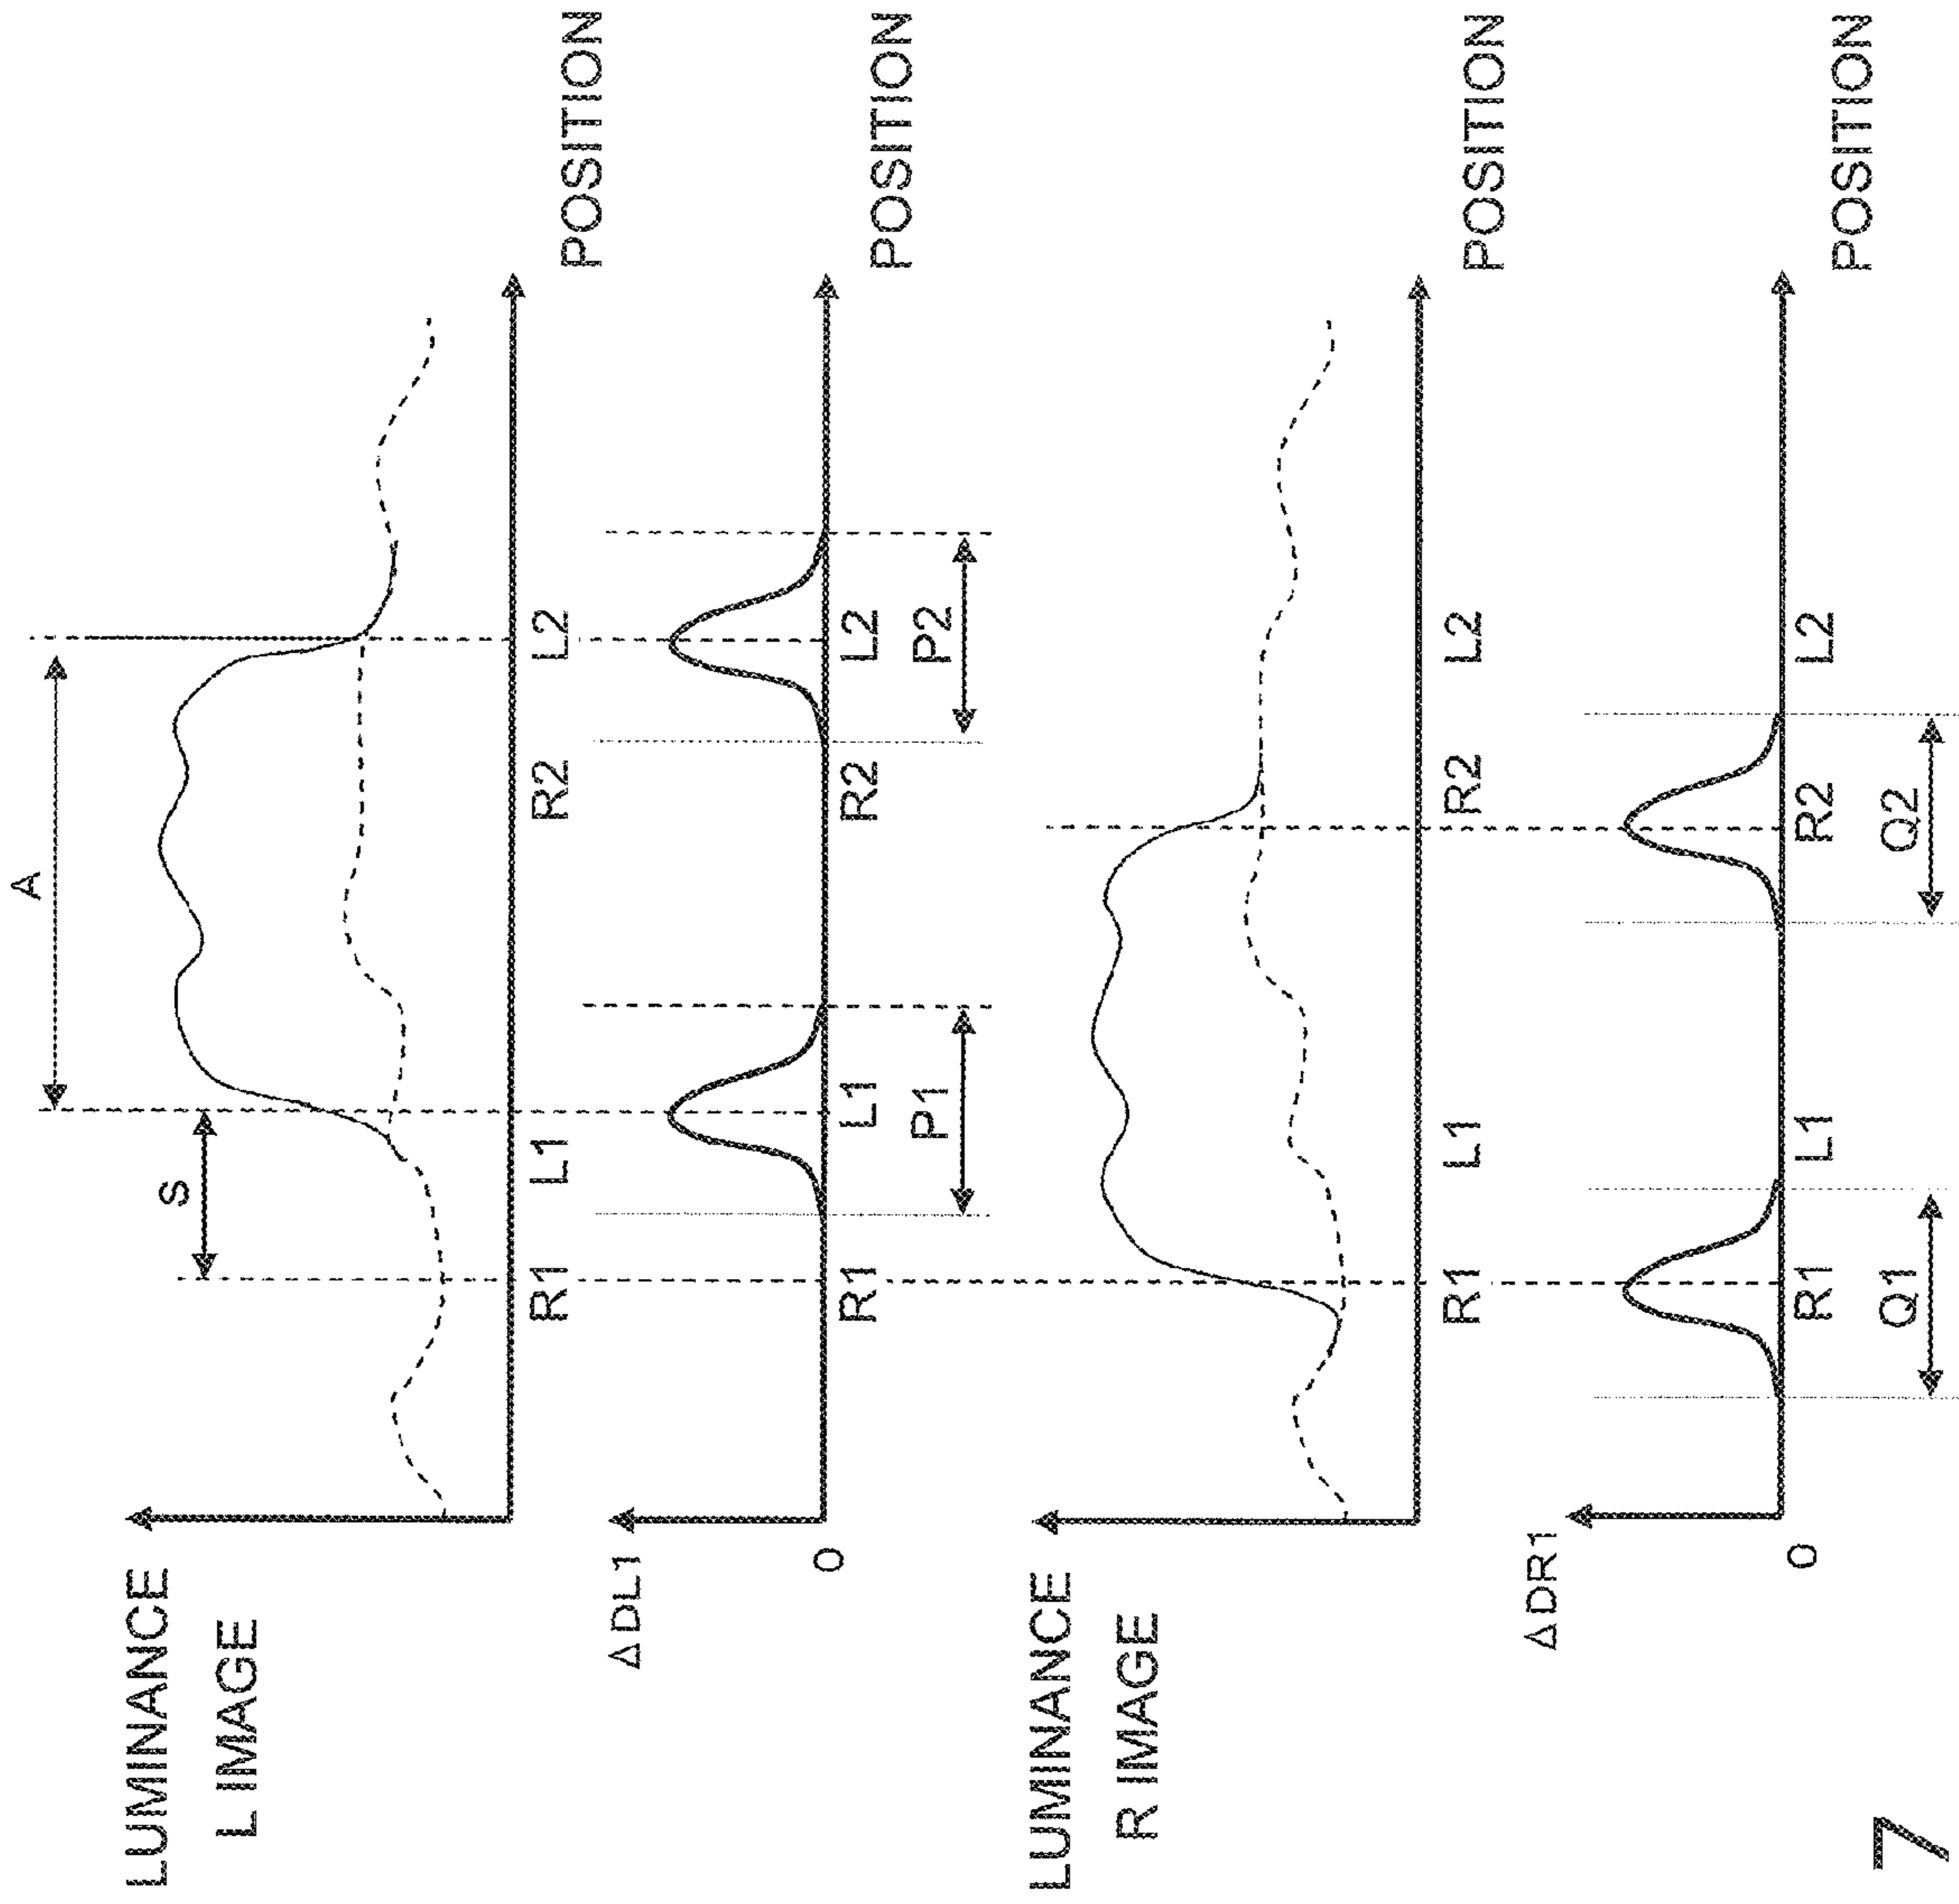 A
S
LUMINANCE
L IMAGE
R1 L1 R2 L2 POSITION
ΔDL1
0 R1 L1 R2 L2 POSITION
P1 P2
LUMINANCE
R IMAGE
R1 L1 R2 L2 POSITION
ΔDR1
0 R1 L1 R2 L2 POSITION
Q1 Q2
7